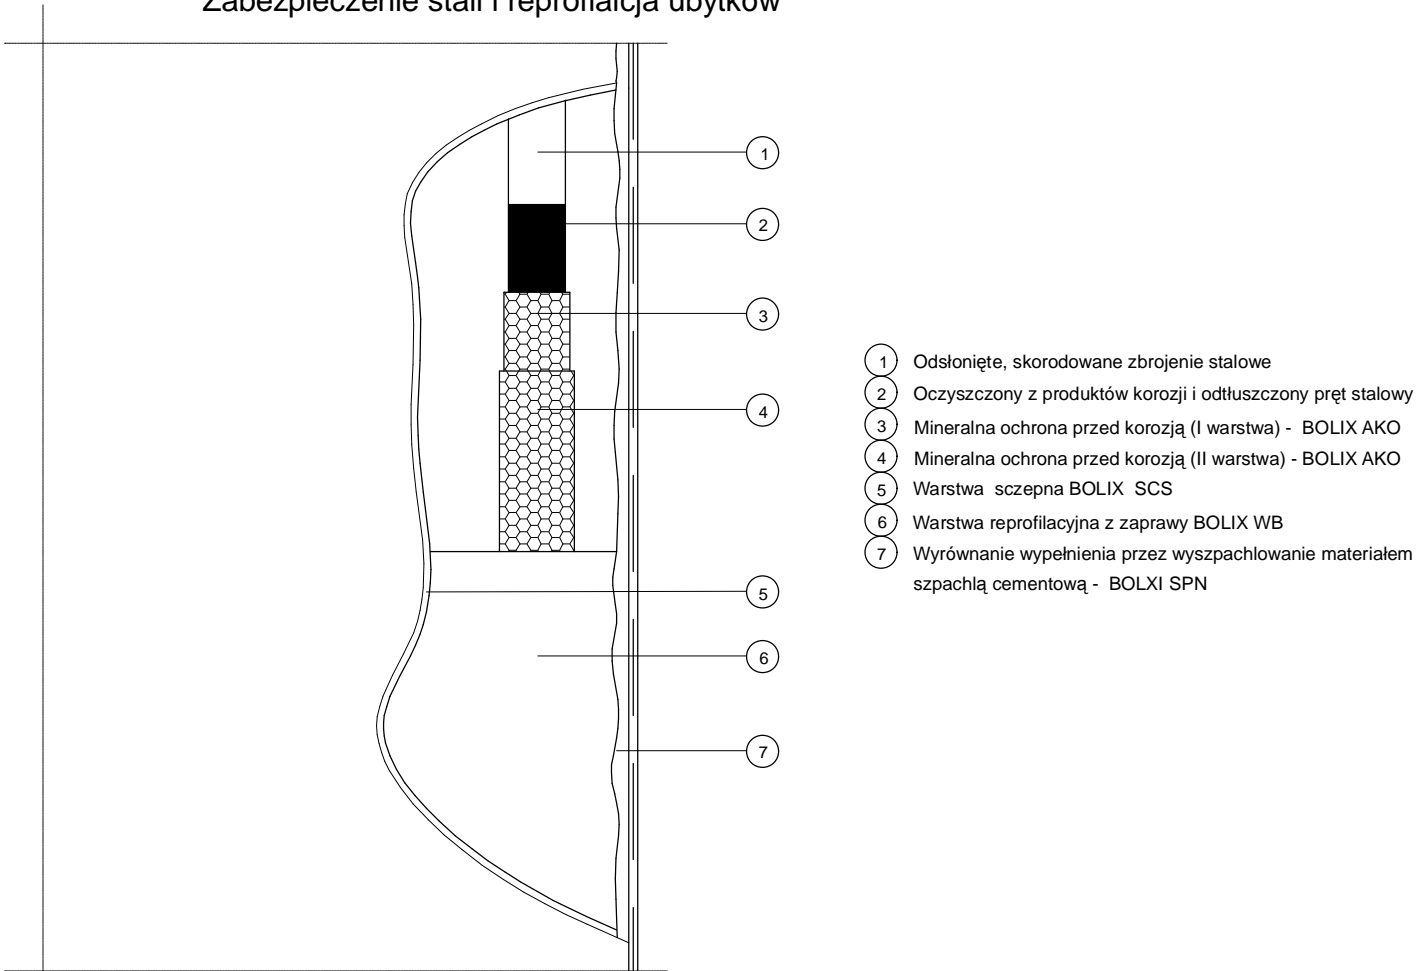 Zabezpieczenie stali i reprofilalcja ubytków
1
2
3
4
5
6
7
1 Odsłonięte, skorodowane zbrojenie stalowe
2 Oczyszczony z produktów korozji i odtłuszczony pręt stalowy
3 Mineralna ochrona przed korozją (I warstwa) - BOLIX AKO
4 Mineralna ochrona przed korozją (II warstwa) - BOLIX AKO
5 Warstwa sczepna BOLIX SCS
6 Warstwa reprofilacyjna z zaprawy BOLIX WB
7 Wyrównanie wypełnienia przez wyszpachlowanie materiałem
szpachlą cementową - BOLXI SPN